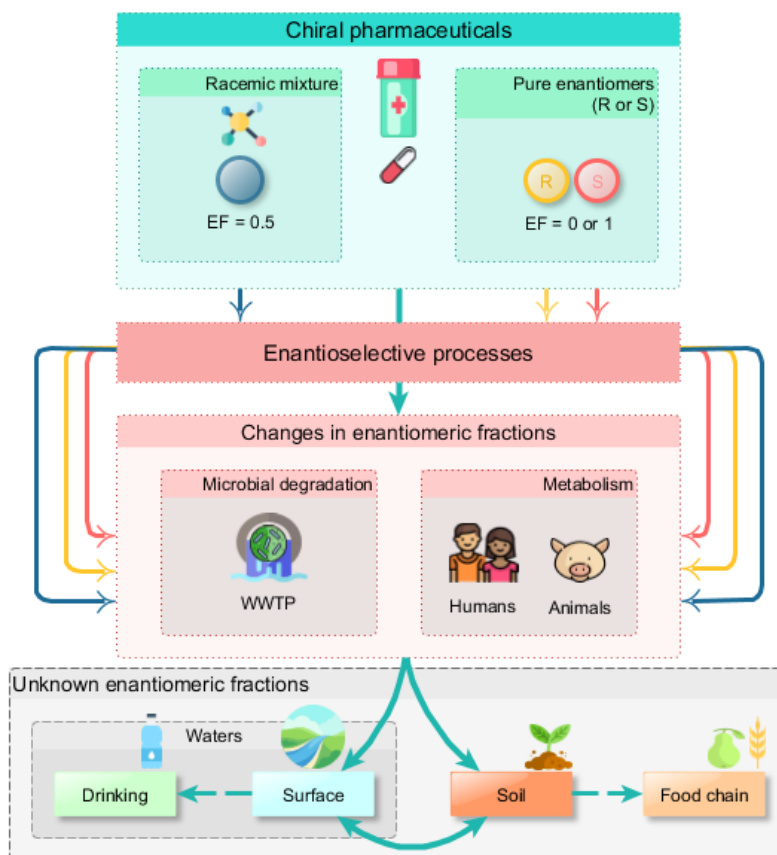 Chiral pharmaceuticals
Racemic mixture
EF = 0.5
Pure enantiomers
(R or S)
R
S
EF = 0 or 1
Enantioselective processes
Changes in enantiomeric fractions
Microbial degradation
WWTP
Metabolism
Humans
Animals
Unknown enantiomeric fractions
Waters
Drinking
Surface
Soil
Food chain